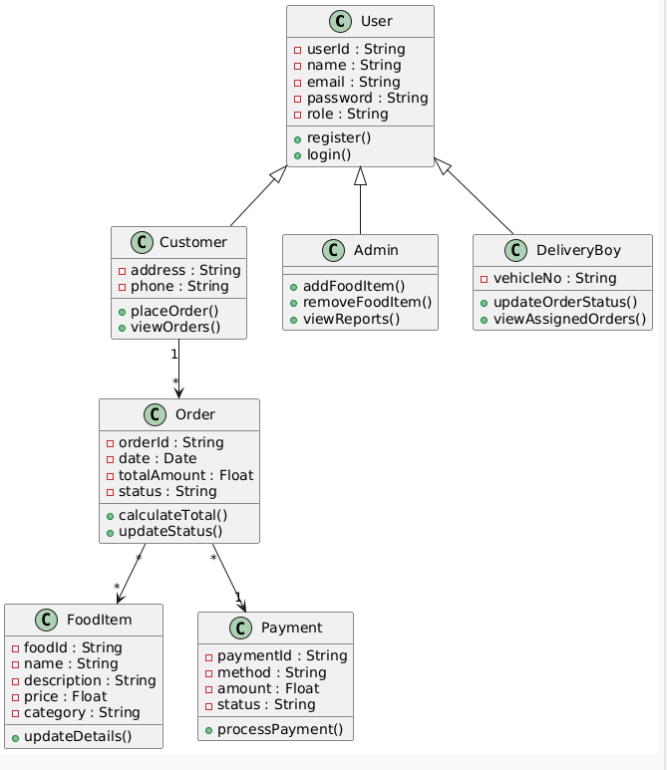 C User
userId : String
name : String
email : String
password : String
role : String
register()
login()
C Customer
address : String
phone : String
placeOrder()
viewOrders()
C Admin
addFoodItem()
removeFoodItem()
viewReports()
C DeliveryBoy
vehicleNo : String
updateOrderStatus()
viewAssignedOrders()
1
*
C Order
orderId : String
date : Date
totalAmount : Float
status : String
calculateTotal()
updateStatus()
*
*
*
1
C FoodItem
foodId : String
name : String
description : String
price : Float
category : String
updateDetails()
C Payment
paymentId : String
method : String
amount : Float
status : String
processPayment()